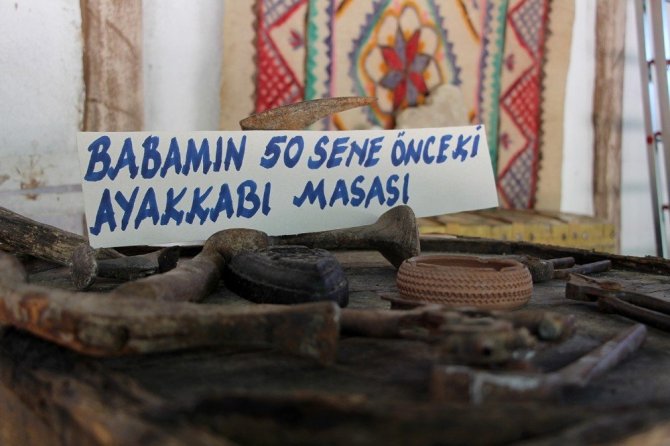 BABAMIN 50 SENE ÖNCEKİ
AYAKKABI MASASI